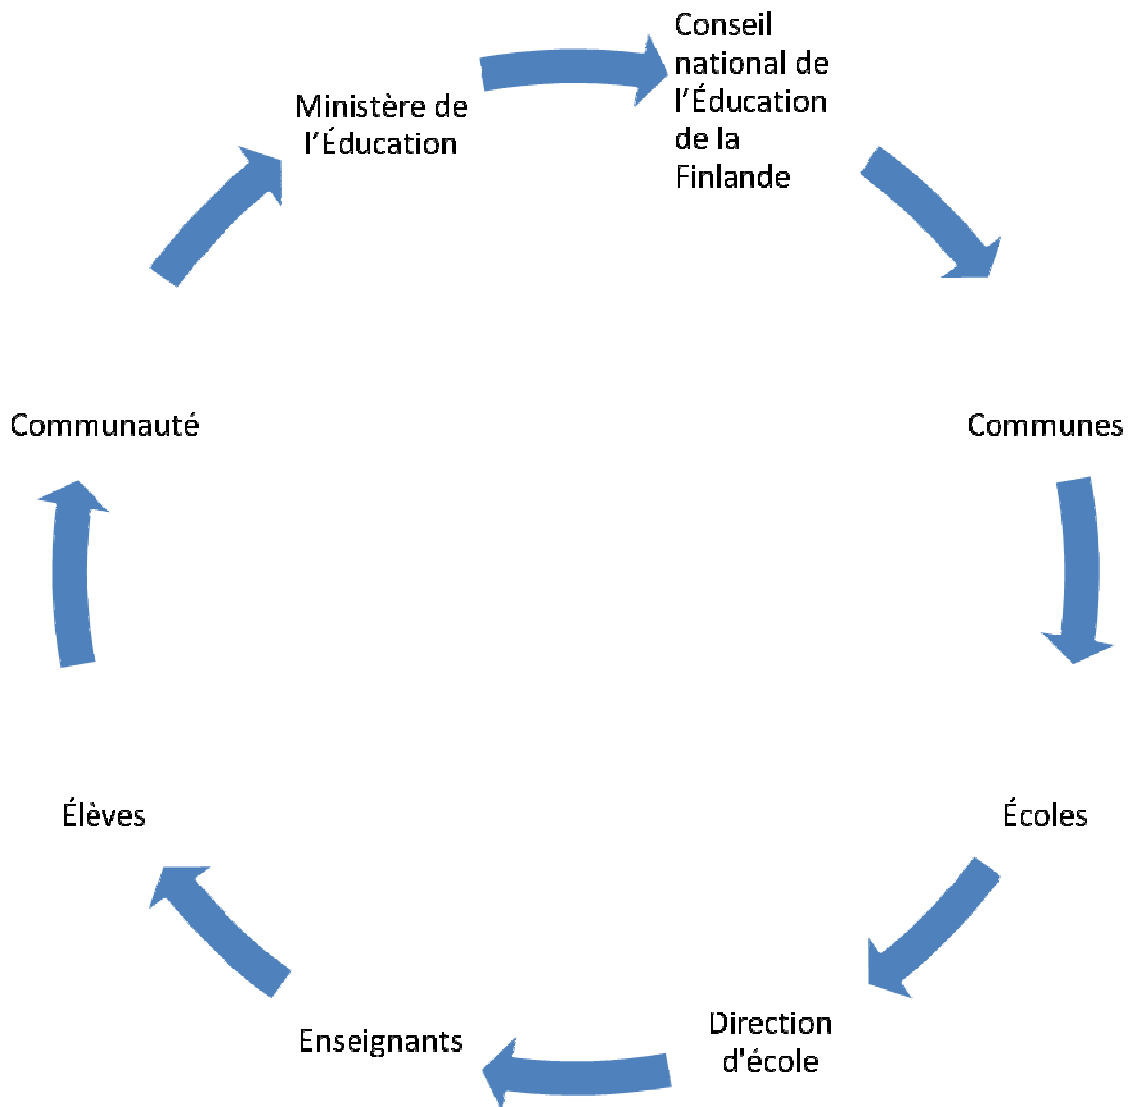 Conseil
national de
l'Éducation
de la
Finlande
Ministère de
l'Éducation
Communauté
Communes
Élèves
Écoles
Direction
d'école
Enseignants